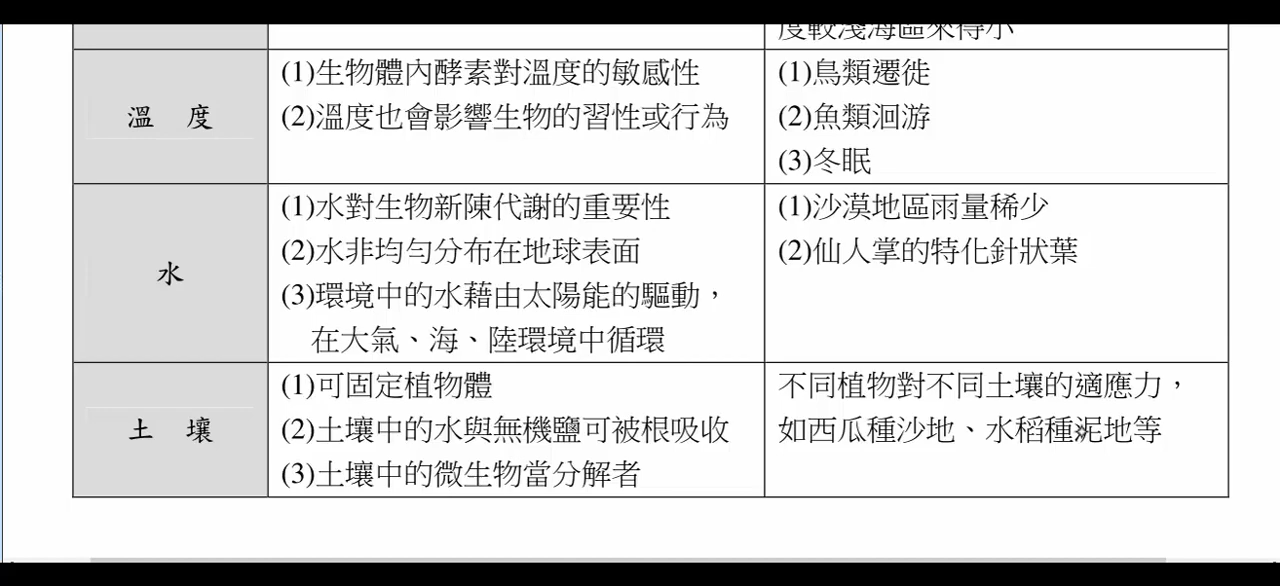 度較淺海區來得小
溫 度
(1)生物體內酵素對溫度的敏感性
(2)溫度也會影響生物的習性或行為
(1)鳥類遷徙
(2)魚類洄游
(3)冬眠
水
(1)水對生物新陳代謝的重要性
(2)水非均勻分布在地球表面
(3)環境中的水藉由太陽能的驅動，
在大氣、海、陸環境中循環
(1)沙漠地區雨量稀少
(2)仙人掌的特化針狀葉
土 壤
(1)可固定植物體
(2)土壤中的水與無機鹽可被根吸收
(3)土壤中的微生物當分解者
不同植物對不同土壤的適應力，
如西瓜種沙地、水稻種泥地等